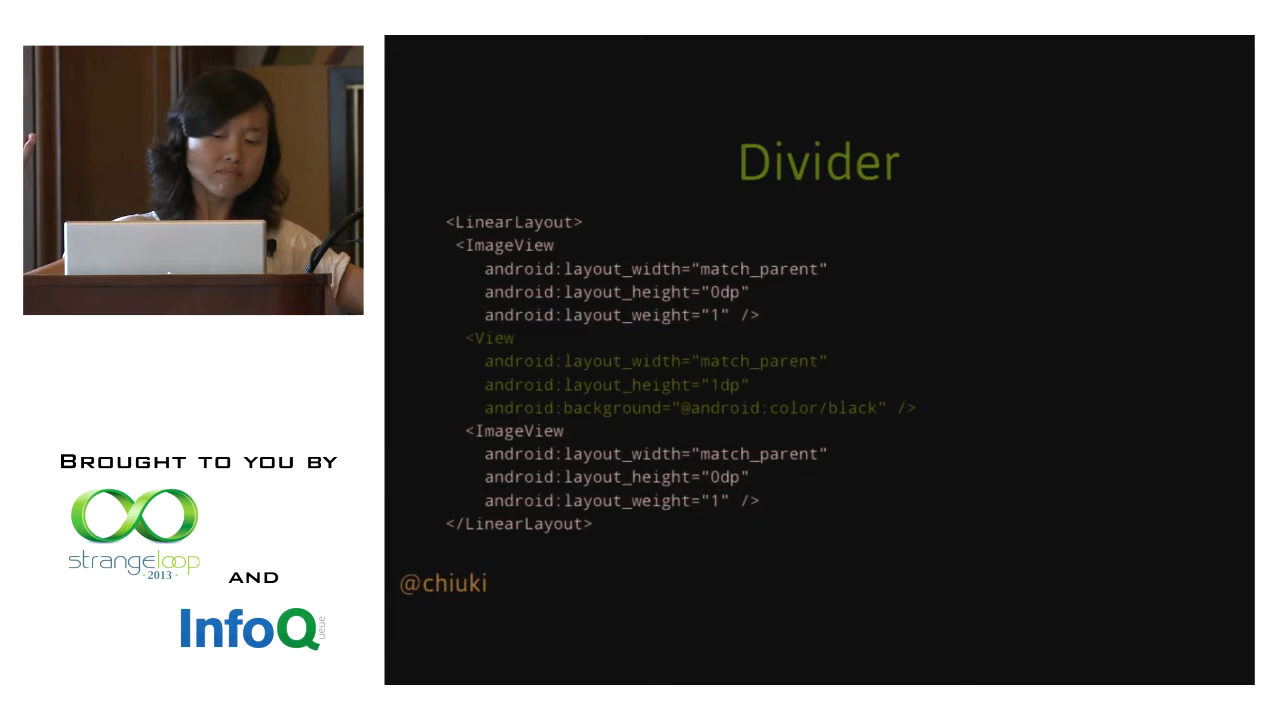 Divider
<LinearLayout>
<ImageView
android:layout_width="match_parent"
android:layout_height="0dp"
android:layout_weight="1" />
<View
android:layout_width="match_parent"
android:layout_height="1dp"
android:background="@android:color/black" />
<ImageView
android:layout_width="match_parent"
android:layout_height="0dp"
android:layout_weight="1" />
</LinearLayout>
@chiuki
BROUGHT TO YOU BY
strangeloop
·2013·
AND
InfoQ
ueue